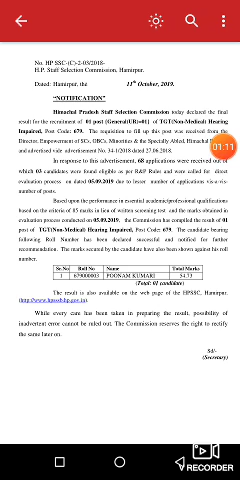 No. HP SSC-(C)-2-03/2018-
H.P. Staff Selection Commission, Hamirpur.
Dated: Hamirpur, the 11th October, 2019.
"NOTIFICATION"
Himachal Pradesh Staff Selection Commission today declared the final
result for the recruitment of 01 post [General(UR)=01] of TGT(Non-Medical) Hearing
Impaired, Post Code: 679. The requisition to fill up this post was received from the
Director, Empowerment of SCs, OBCs, Minorities & the Specially Abled, Himachal
and advertised vide advertisement No. 34-1/2018 dated 27.06.2018.
In response to this advertisement, 68 applications were received out of
which 03 candidates were found eligible as per R&P Rules and were called for direct
evaluation process on dated 05.09.2019 due to lesser number of applications vis-a-vis-
number of posts.
Based upon the performance in essential academic/professional qualifications
based on the criteria of 85 marks in lieu of written screening test and the marks obtained in
evaluation process conducted on 05.09.2019, the Commission has compiled the result of 01
post of TGT(Non-Medical) Hearing Impaired, Post Code: 679. The candidate bearing
following Roll Number has been declared successful and notified for further
recommendation. The marks secured by the candidate have also been shown against his roll
number.
Sr.No Roll No Name Total Marks
1 679000003 POONAM KUMARI 54.73
(Total: 01 candidate)
The result is also available on the web page of the HPSSC, Hamirpur.
(http://www.hpsssb.hp.gov.in).
While every care has been taken in preparing the result, possibility of
inadvertent error cannot be ruled out. The Commission reserves the right to rectify
the same later on.
Sd/-
(Secretary)
01:11
RECORDER